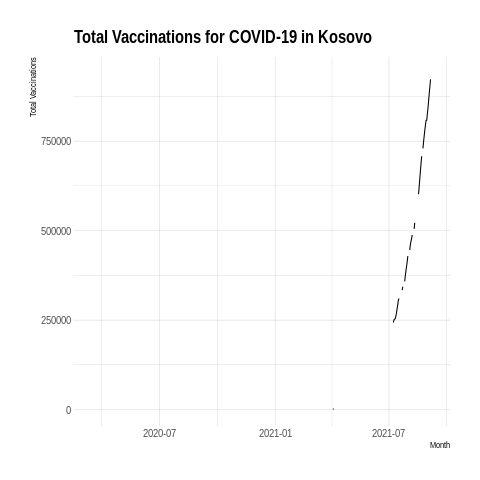 Total Vaccinations for COVID-19 in Kosovo
Total Vaccinations
750000
500000
250000
0
2020-07
2021-01
2021-07
Month